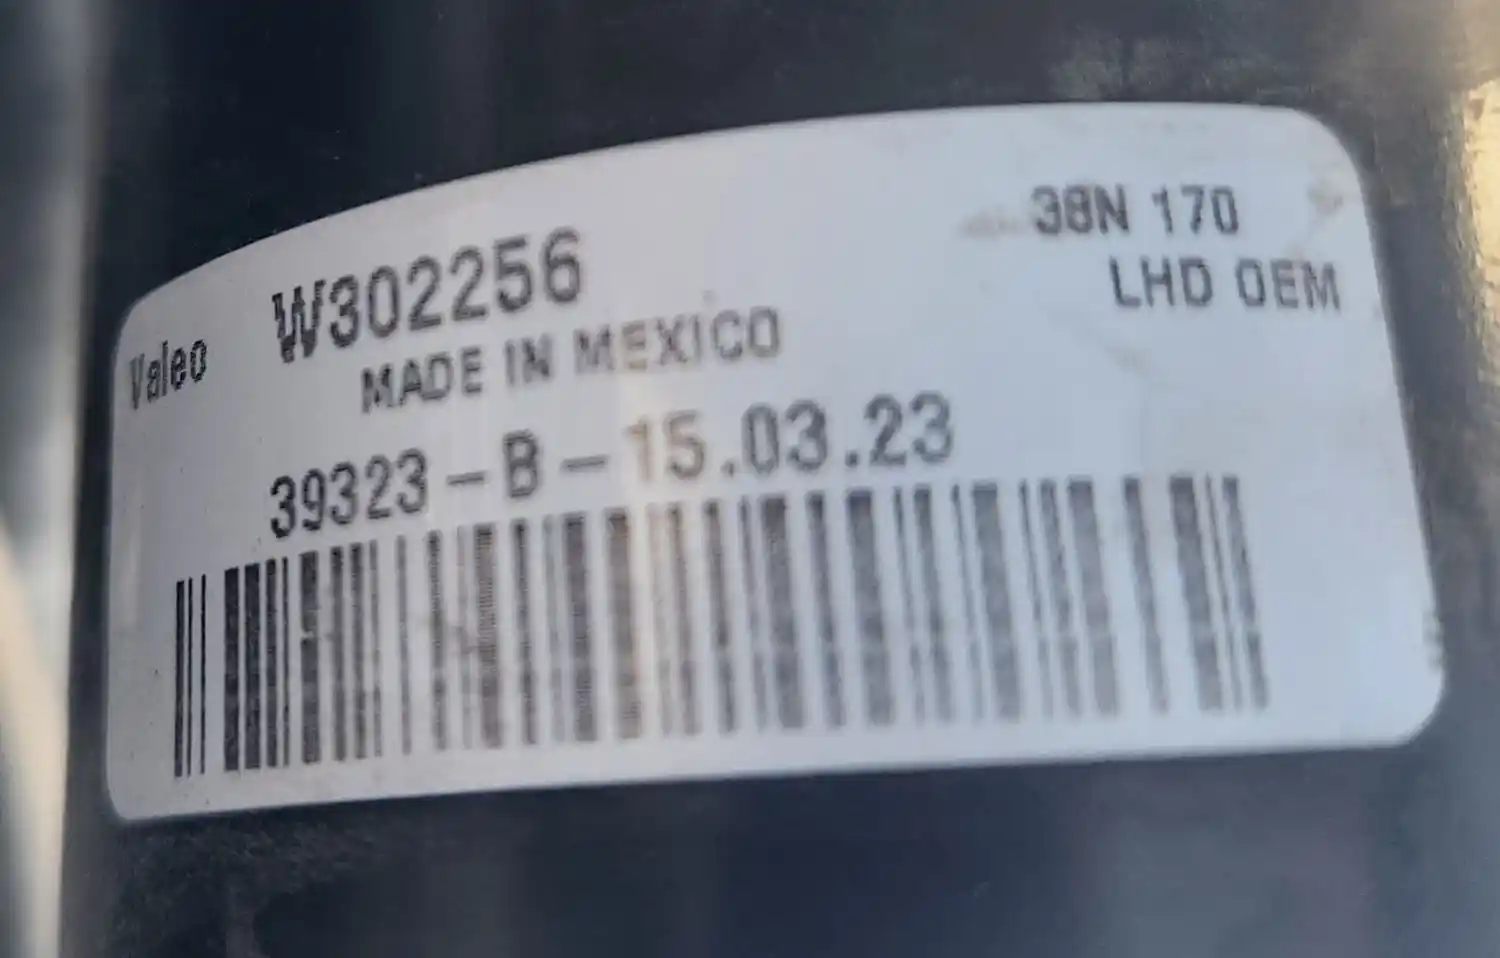 38N 170
LHD OEM
Valeo W302256
MADE IN MEXICO
39323-B-15.03.23